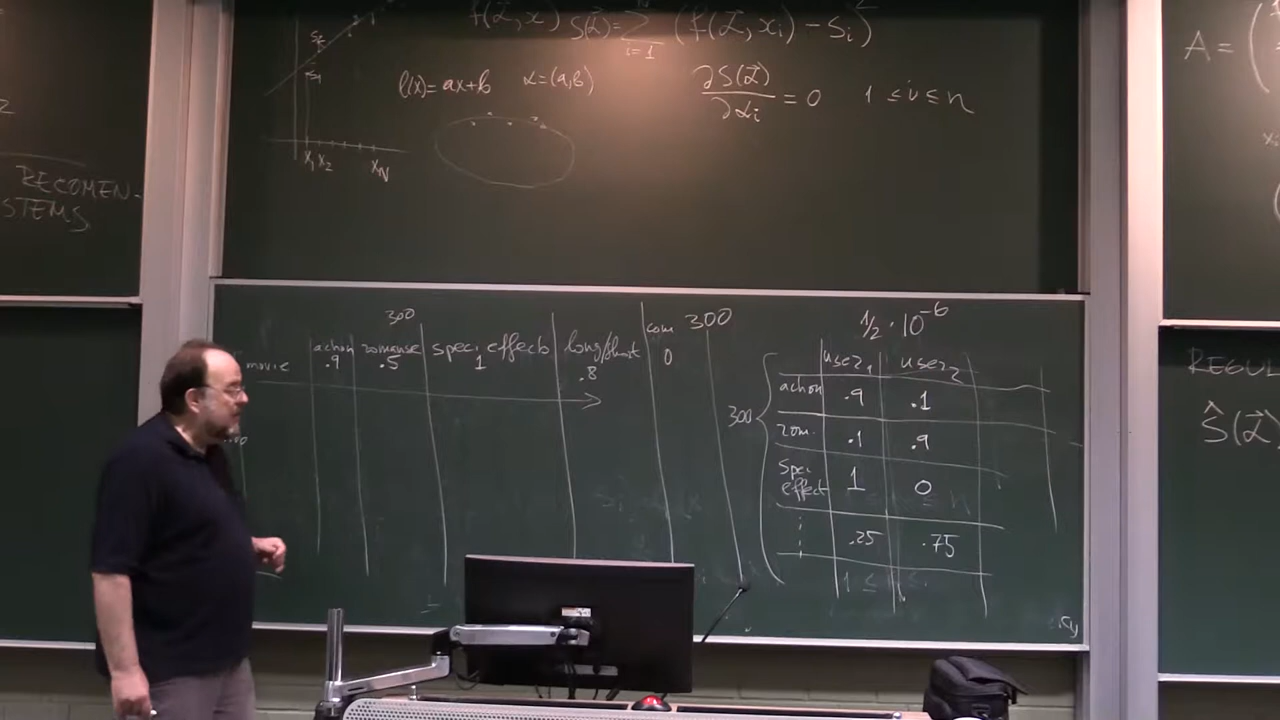 RECOMEN-
STEMS
f(α⃗,x) S(α⃗)=∑ (f(α⃗,xi)-Si)²
i=1
l(x)=ax+b α=(a,b)
∂S(α⃗)/∂αi = 0 1≤i≤n
x1 x2 xN
A = (
REGUL
Ŝ(α⃗)
300
movie action romanse speci effects long/short com 300
.9 .5 1 .8 0
1/2·10^-6
user1 user2
300
action .9 .1
rom. .1 .9
spec. effect 1 0
.25 .75